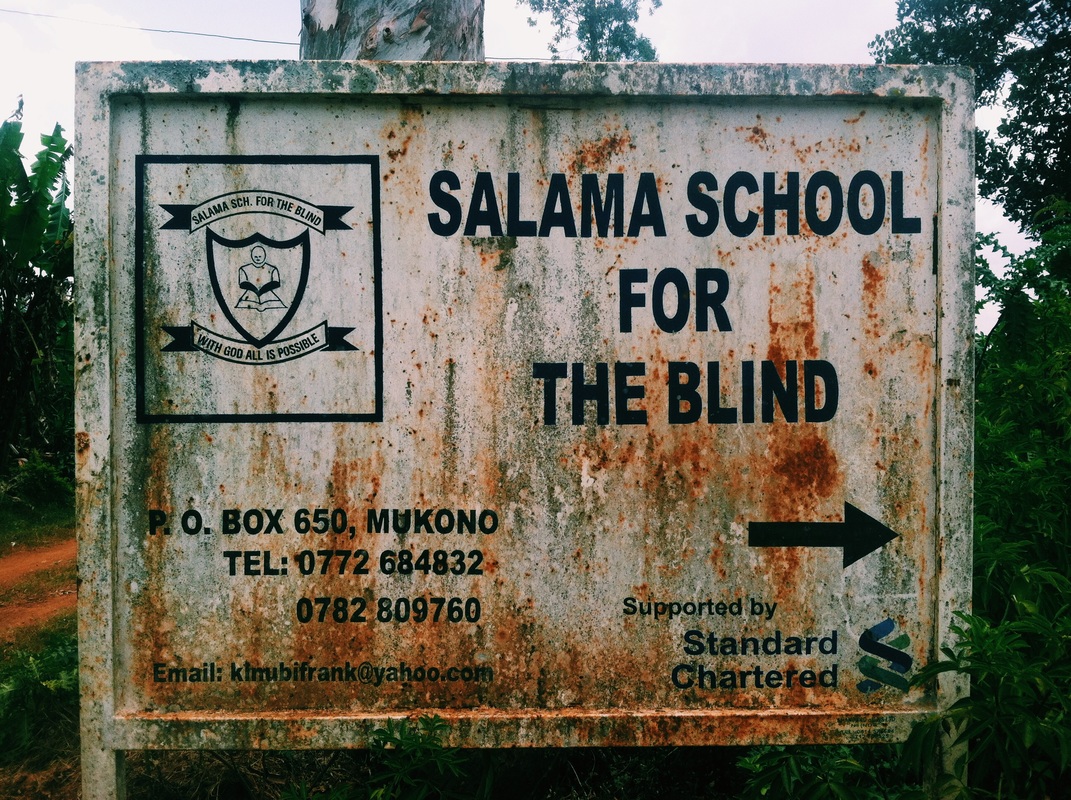 SALAMA SCH. FOR THE BLIND
WITH GOD ALL IS POSSIBLE
SALAMA SCHOOL
FOR
THE BLIND
P. O. BOX 650, MUKONO
TEL: 0772 684832
0782 809760
Email: kinubifrank@yahoo.com
Supported by
Standard
Chartered